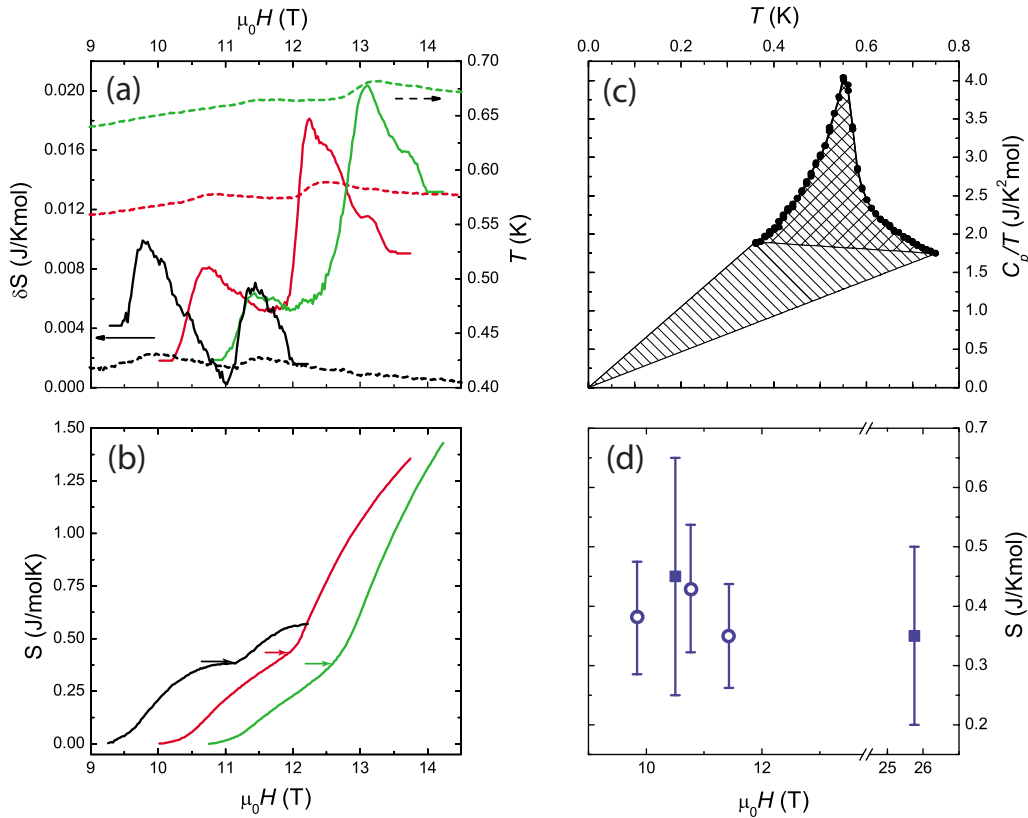 μ₀H (T)
9 10 11 12 13 14
(a)
0.020
0.016
0.012
0.008
0.004
0.000
δS (J/Kmol)
0.70
0.65
0.60
0.55
0.50
0.45
0.40
T (K)
T (K)
0.0 0.2 0.4 0.6 0.8
(c)
4.0
3.5
3.0
2.5
2.0
1.5
1.0
0.5
0.0
Cₚ/T (J/K²mol)
(b)
1.50
1.25
1.00
0.75
0.50
0.25
0.00
S (J/molK)
9 10 11 12 13 14
μ₀H (T)
(d)
0.7
0.6
0.5
0.4
0.3
0.2
S (J/Kmol)
10 12 25 26
μ₀H (T)